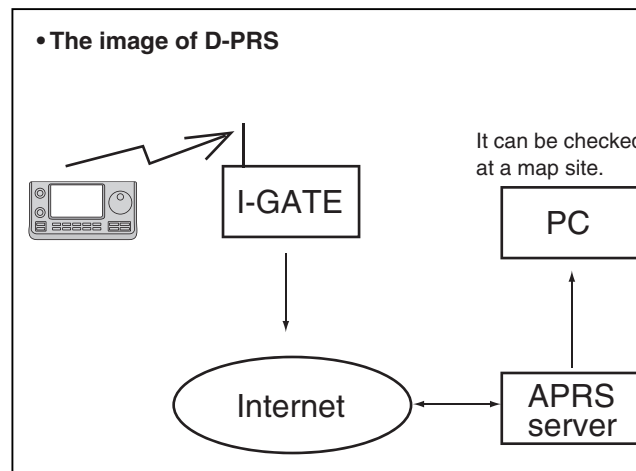 • The image of D-PRS
It can be checked
at a map site.
I-GATE
PC
Internet
APRS
server